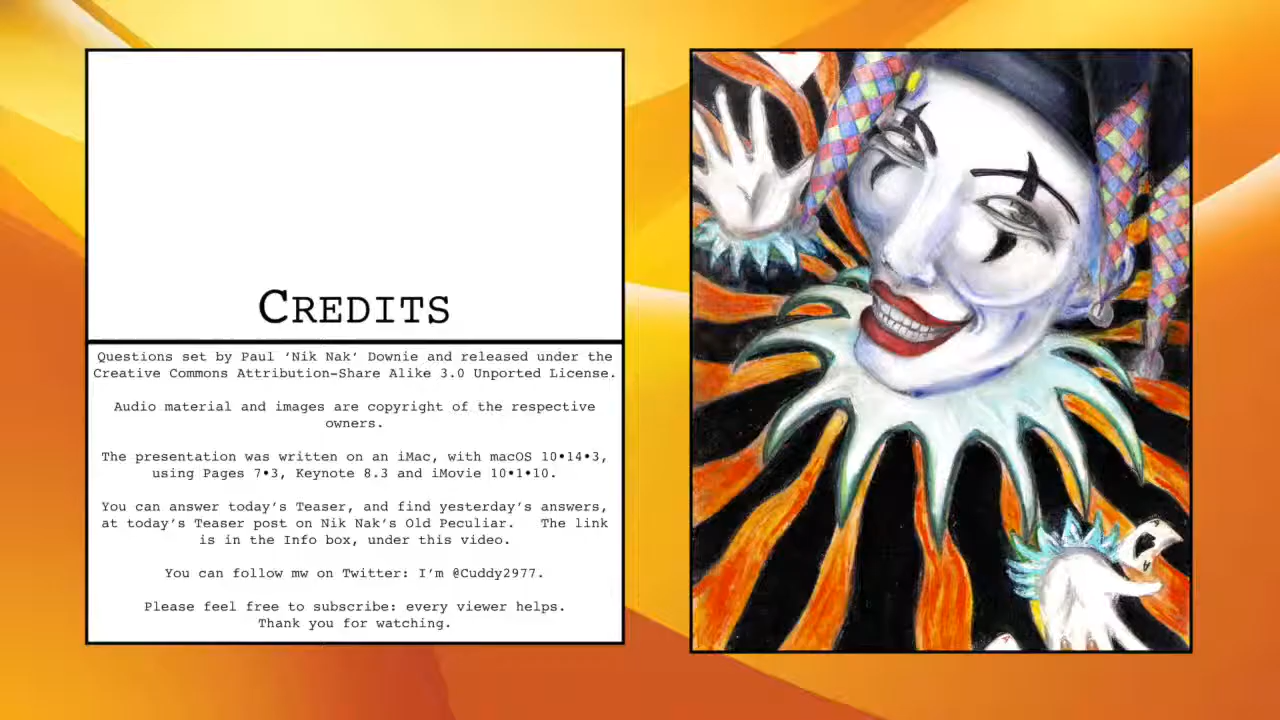 CREDITS
Questions set by Paul ‘Nik Nak’ Downie and released under the
Creative Commons Attribution-Share Alike 3.0 Unported License.
Audio material and images are copyright of the respective
owners.
The presentation was written on an iMac, with macOS 10•14•3,
using Pages 7•3, Keynote 8.3 and iMovie 10•1•10.
You can answer today’s Teaser, and find yesterday’s answers,
at today’s Teaser post on Nik Nak’s Old Peculiar. The link
is in the Info box, under this video.
You can follow mw on Twitter: I’m @Cuddy2977.
Please feel free to subscribe: every viewer helps.
Thank you for watching.